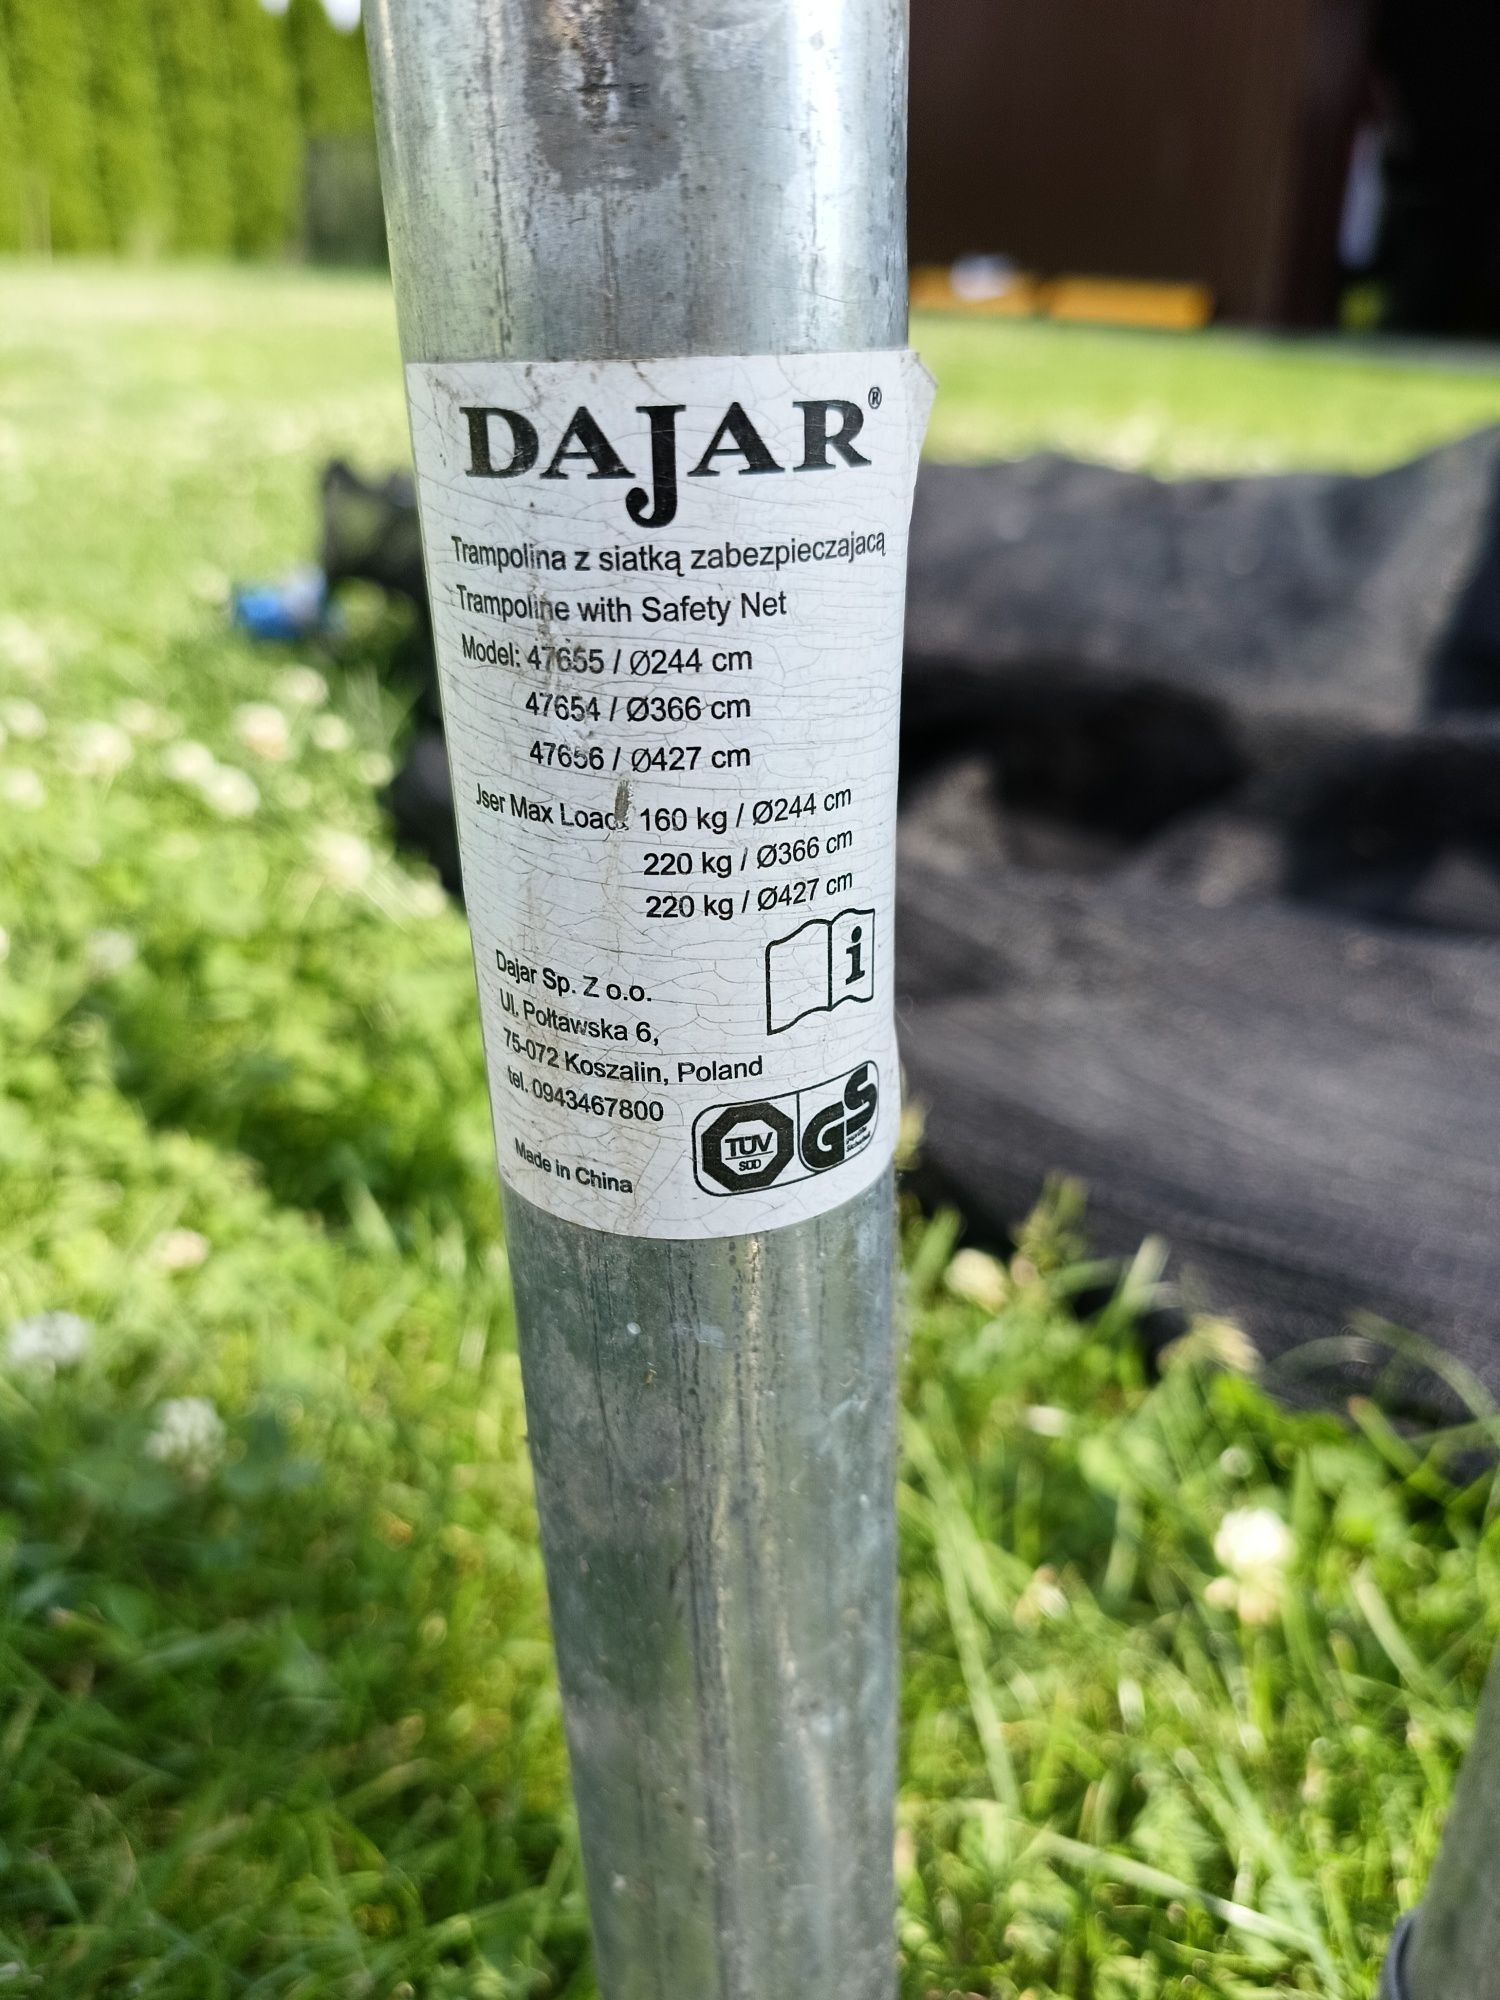 DAJAR®
Trampolina z siatką zabezpieczającą
Trampoline with Safety Net
Model: 47655 / Ø244 cm
47654 / Ø366 cm
47656 / Ø427 cm
User Max Load: 160 kg / Ø244 cm
220 kg / Ø366 cm
220 kg / Ø427 cm
i
Dajar Sp. Z o.o.
Ul. Połtawska 6,
75-072 Koszalin, Poland
tel. 0943467800
Made in China
TÜV
SÜD
GS